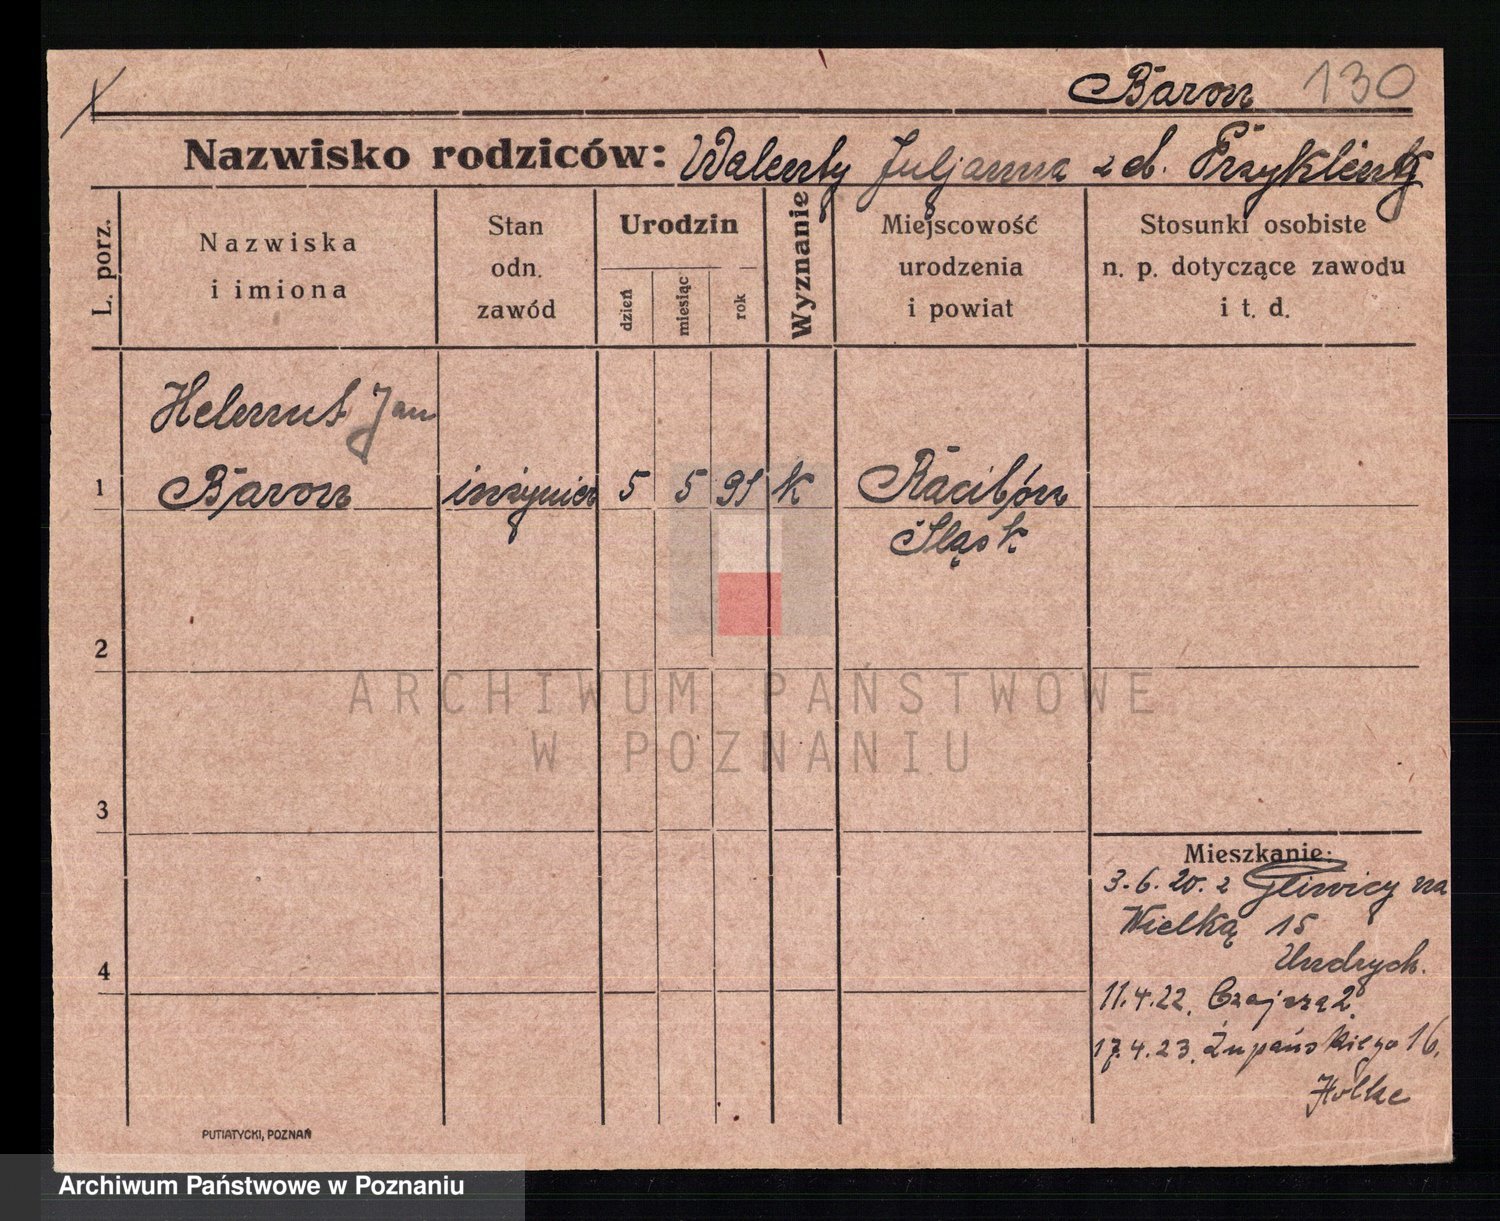 Baron 130
Nazwisko rodziców: Walenty Juljanna z d. Przyklenk
L. porz.
Nazwiska
i imiona
Stan
odn.
zawód
Urodzin
dzień
miesiąc
rok
Wyznanie
Miejscowość
urodzenia
i powiat
Stosunki osobiste
n. p. dotyczące zawodu
i t. d.
Helmut Jan
1 Baron inżynier 5 5 91 k Racibórz
Śląsk
2
ARCHIWUM PAŃSTWOWE
W POZNANIU
3
Mieszkanie:
3.6.20. z Gliwicy na
Wielką 15
4
11.4.22.
17.4.23. Żupańskiego 16.
PUTIATYCKI, POZNAŃ
Archiwum Państwowe w Poznaniu